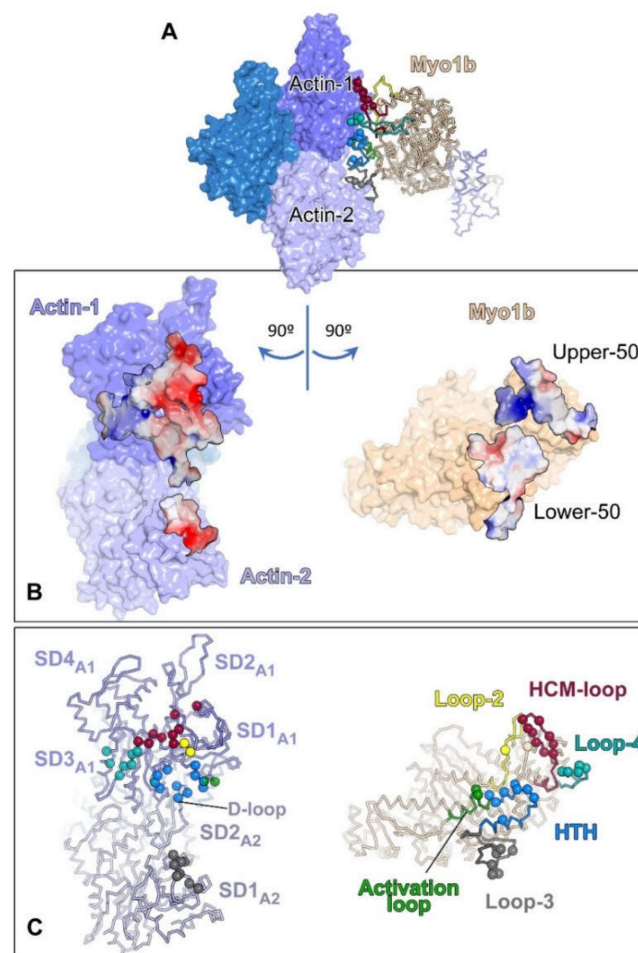 A
Actin-1
Myo1b
Actin-2
Actin-1
90º
90º
Myo1b
Upper-50
Lower-50
Actin-2
B
SD4A1
SD2A1
SD1A1
SD3A1
D-loop
SD2A2
SD1A2
Loop-2
HCM-loop
Loop-4
HTH
Activation
loop
Loop-3
C